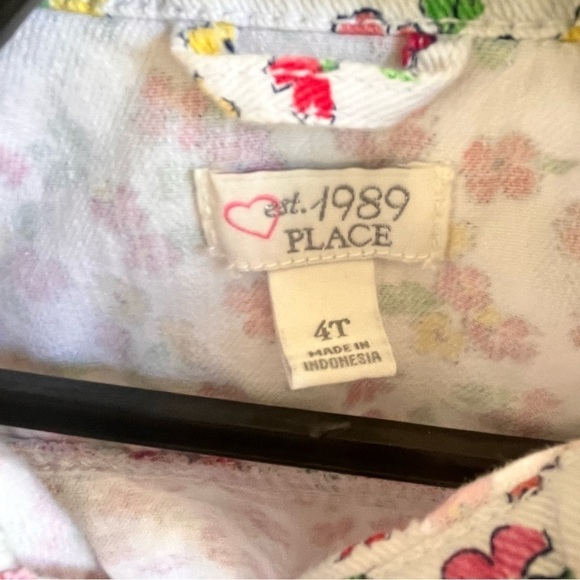 est. 1989
PLACE
4T
MADE IN
INDONESIA